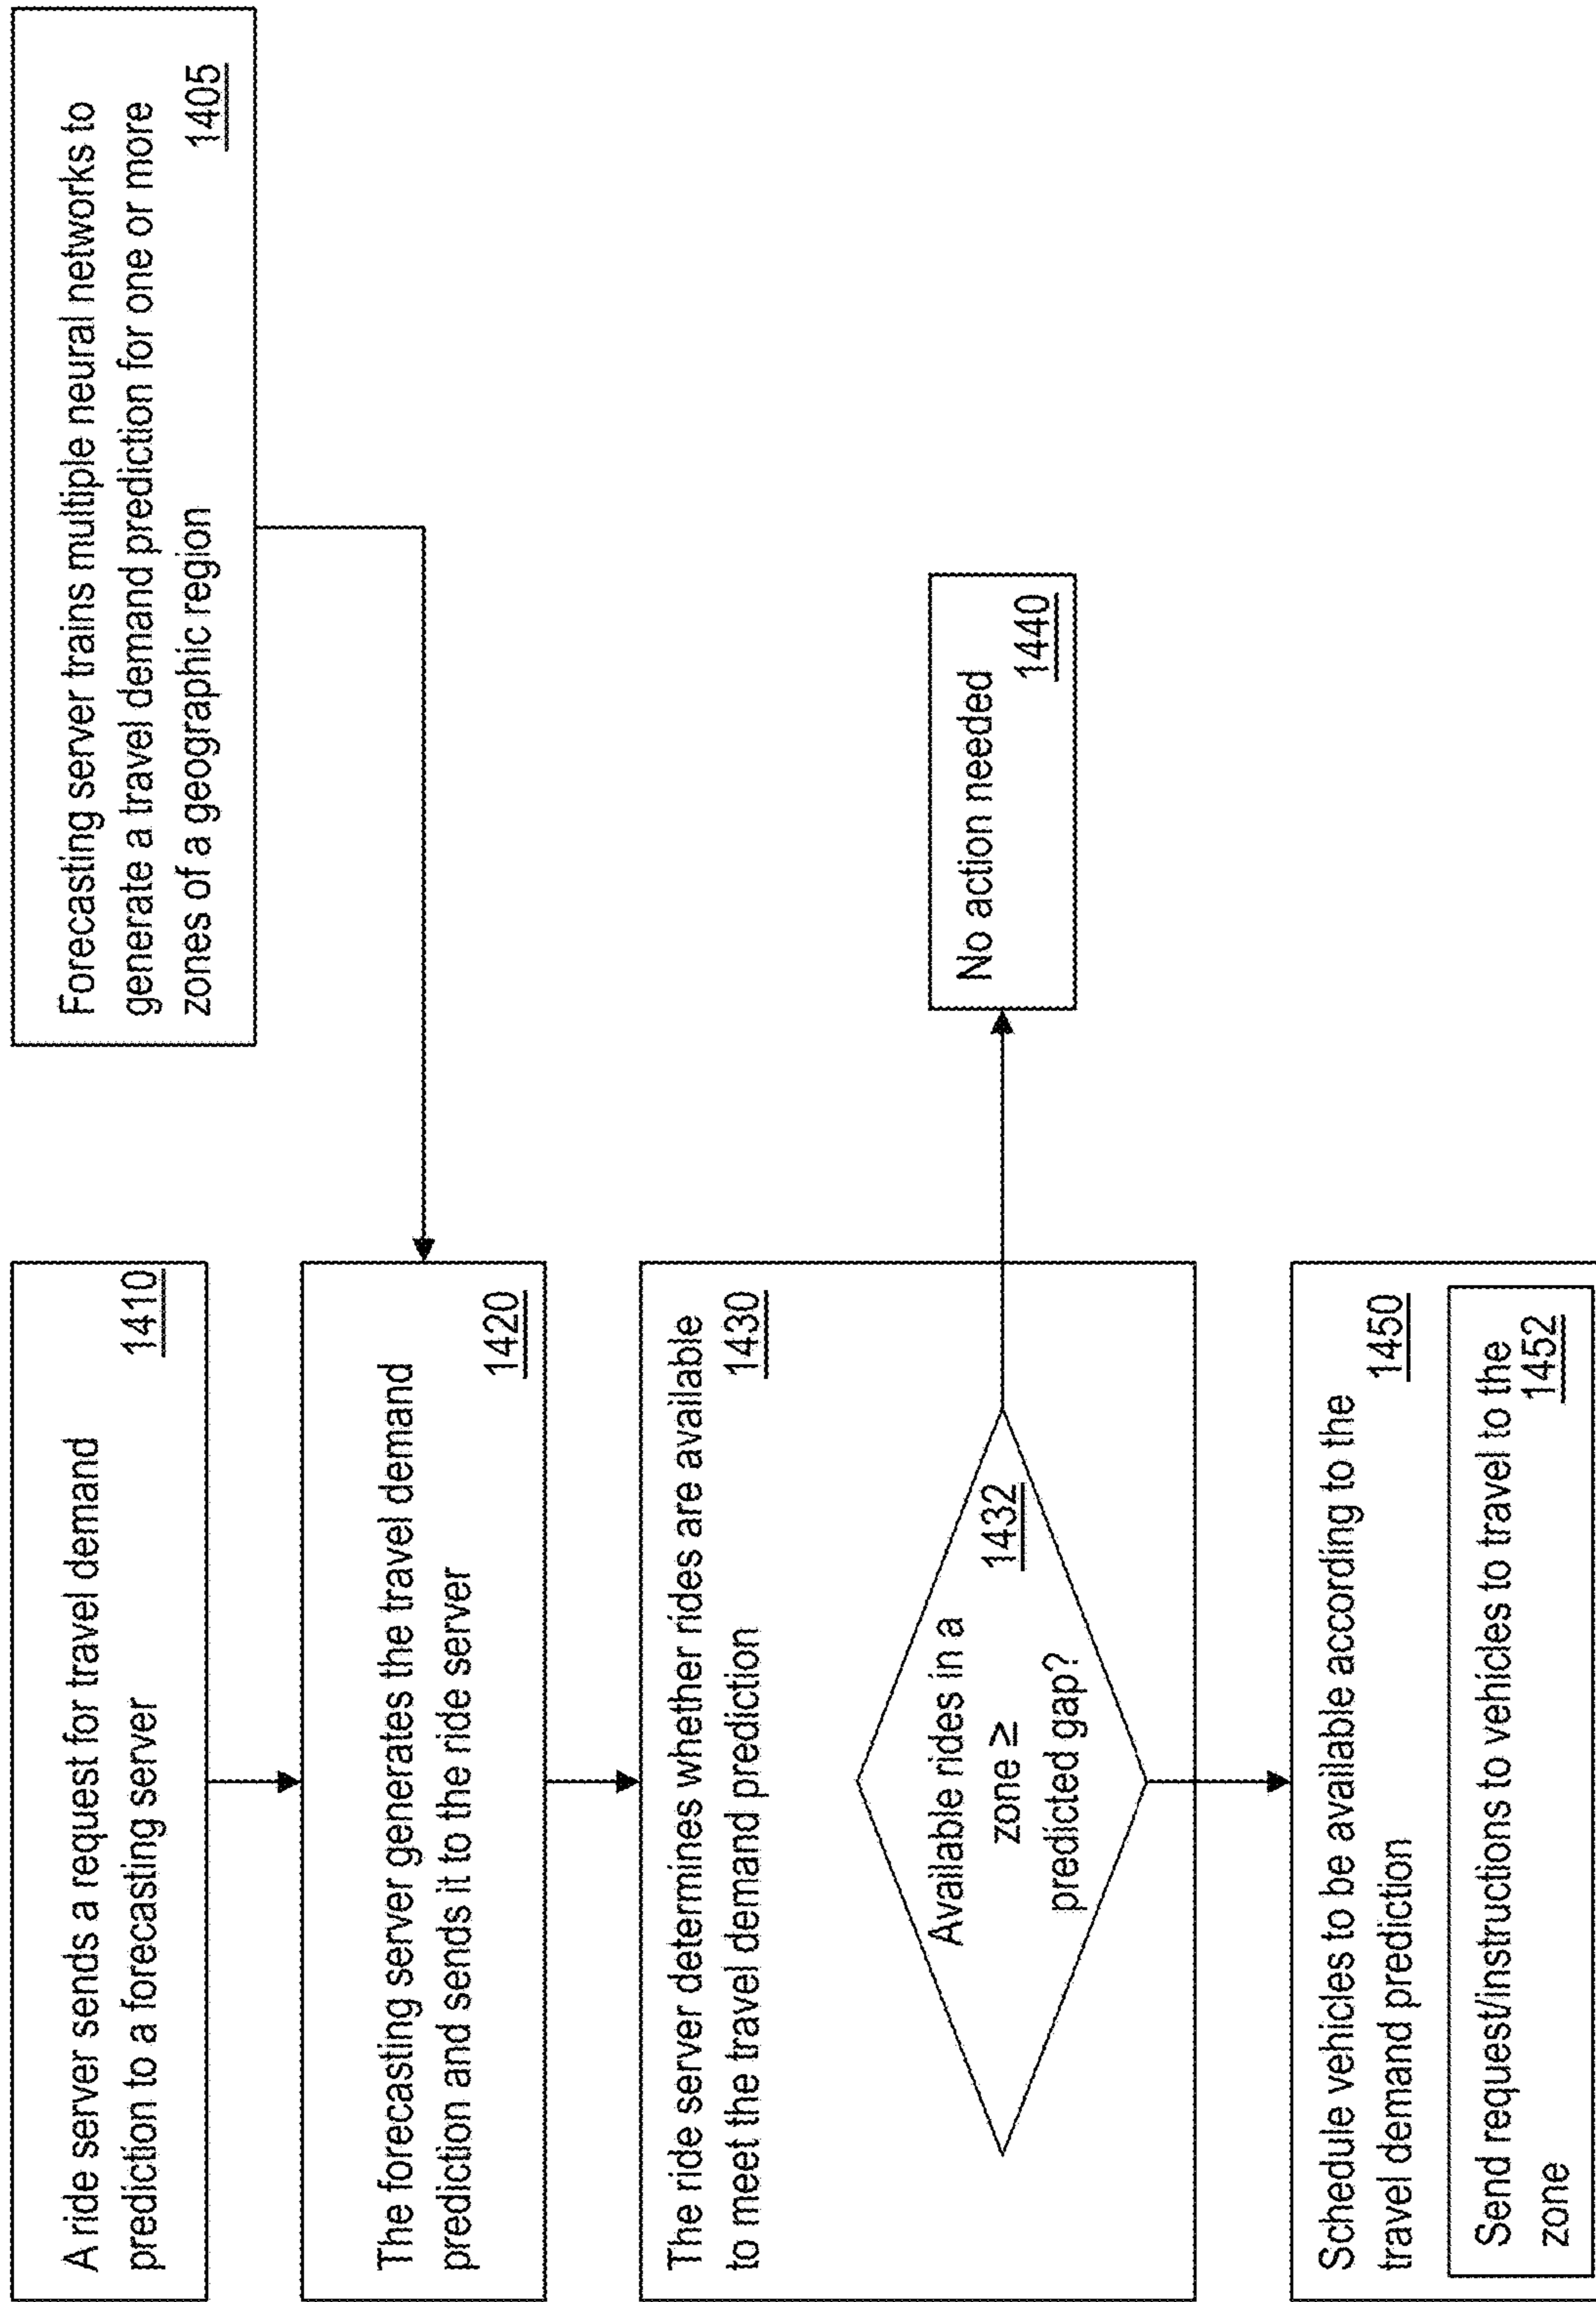 A ride server sends a request for travel demand
prediction to a forecasting server
1410
Forecasting server trains multiple neural networks to
generate a travel demand prediction for one or more
zones of a geographic region
1405
The forecasting server generates the travel demand
prediction and sends it to the ride server
1420
The ride server determines whether rides are available
to meet the travel demand prediction
1430
Available rides in a
1432
zone ≥
predicted gap?
No action needed
1440
Schedule vehicles to be available according to the
travel demand prediction
1450
Send request/instructions to vehicles to travel to the
zone
1452